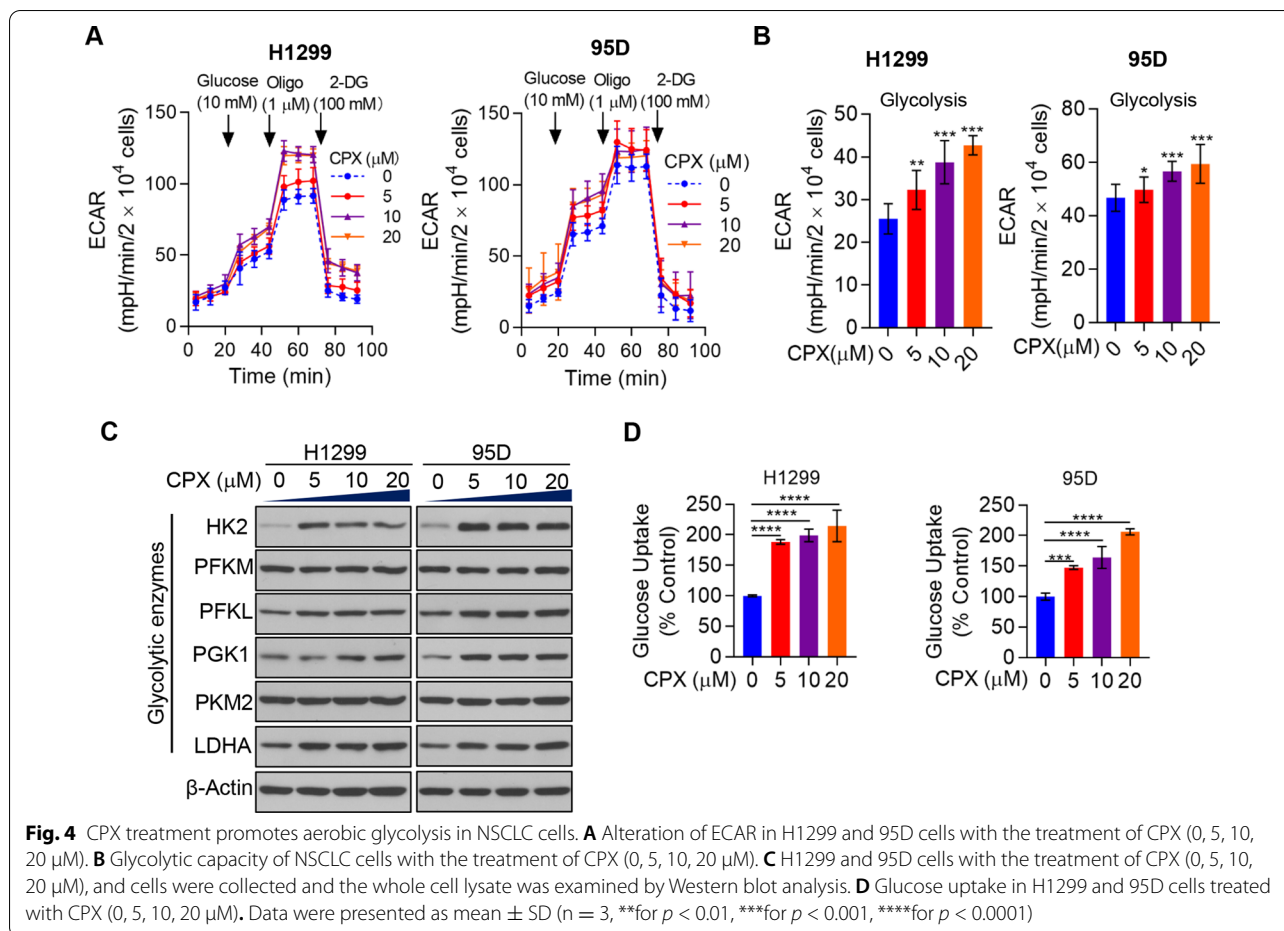 A
H1299
Glucose Oligo 2-DG
(10 mM) (1 μM) (100 mM)
150
100
50
0
ECAR
(mpH/min/2 × 10⁴ cells)
0 20 40 60 80 100
Time (min)
CPX
(μM)
0
5
10
20
95D
Glucose Oligo 2-DG
(10 mM) (1 μM) (100 mM)
150
100
50
0
ECAR
(mpH/min/2 × 10⁴ cells)
0 20 40 60 80 100
Time (min)
CPX
(μM)
0
5
10
20
B
H1299
Glycolysis
50
40
30
20
10
0
ECAR
(mpH/min/2 × 10⁴ cells)
** *** ***
CPX(μM) 0 5 10 20
95D
Glycolysis
80
60
40
20
0
ECAR
(mpH/min/2 × 10⁴ cells)
* *** ***
CPX(μM) 0 5 10 20
C
H1299 95D
CPX (μM) 0 5 10 20 0 5 10 20
Glycolytic enzymes
HK2
PFKM
PFKL
PGK1
PKM2
LDHA
β-Actin
D
H1299
250
200
150
100
50
0
Glucose Uptake
(% Control)
****
****
****
CPX (μM) 0 5 10 20
95D
250
200
150
100
50
0
Glucose Uptake
(% Control)
****
****
***
CPX (μM) 0 5 10 20
Fig. 4 CPX treatment promotes aerobic glycolysis in NSCLC cells. A Alteration of ECAR in H1299 and 95D cells with the treatment of CPX (0, 5, 10,
20 μM). B Glycolytic capacity of NSCLC cells with the treatment of CPX (0, 5, 10, 20 μM). C H1299 and 95D cells with the treatment of CPX (0, 5, 10,
20 μM), and cells were collected and the whole cell lysate was examined by Western blot analysis. D Glucose uptake in H1299 and 95D cells treated
with CPX (0, 5, 10, 20 μM). Data were presented as mean ± SD (n = 3, **for p < 0.01, ***for p < 0.001, ****for p < 0.0001)